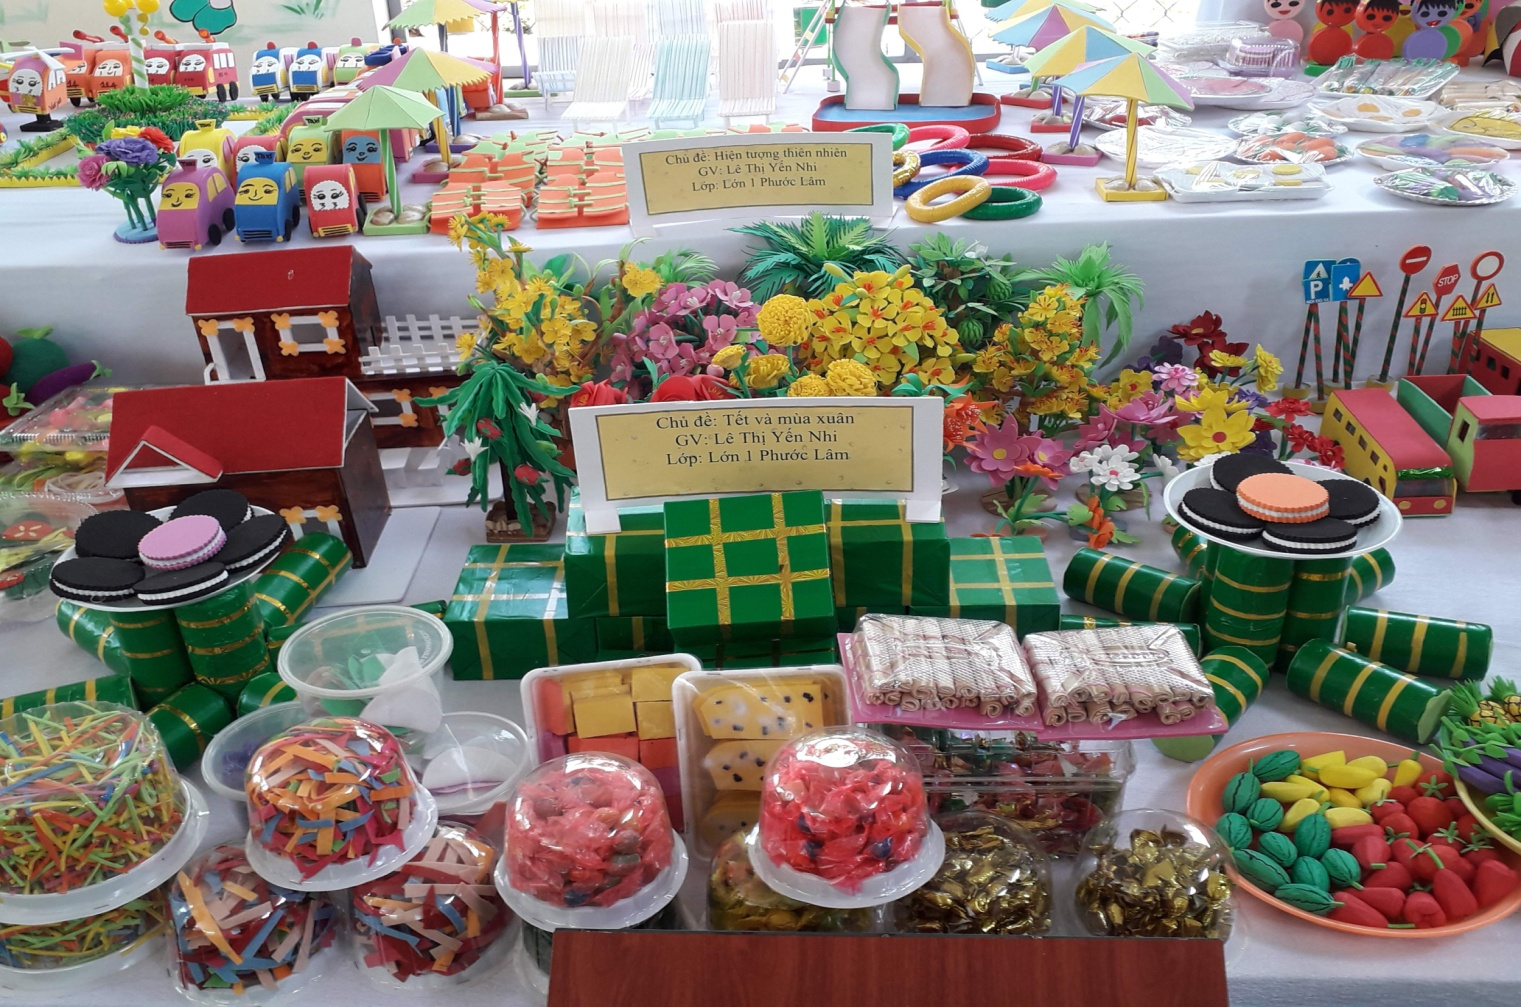 Chủ đề: Hiện tượng thiên nhiên
GV: Lê Thị Yến Nhi
Lớp: Lớn 1 Phước Lâm
Chủ đề: Tết và mùa xuân
GV: Lê Thị Yến Nhi
Lớp: Lớn 1 Phước Lâm
P
STOP